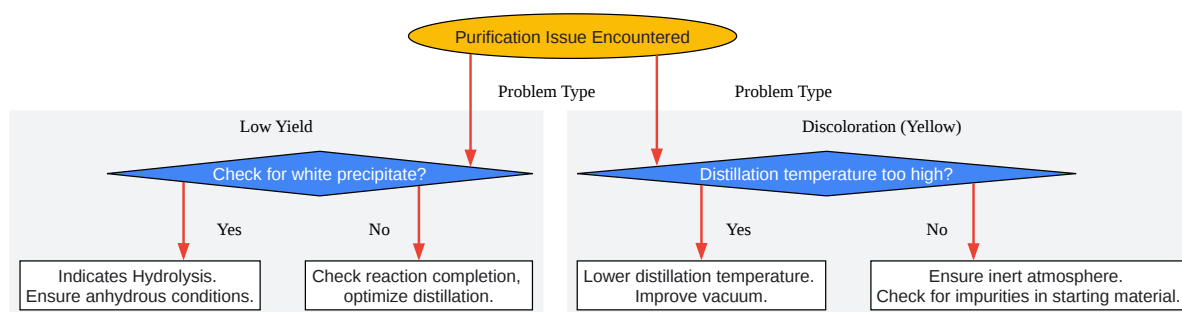 Purification Issue Encountered
Problem Type
Problem Type
Low Yield
Discoloration (Yellow)
Check for white precipitate?
Distillation temperature too high?
Yes
No
Yes
No
Indicates Hydrolysis.
Ensure anhydrous conditions.
Check reaction completion,
optimize distillation.
Lower distillation temperature.
Improve vacuum.
Ensure inert atmosphere.
Check for impurities in starting material.